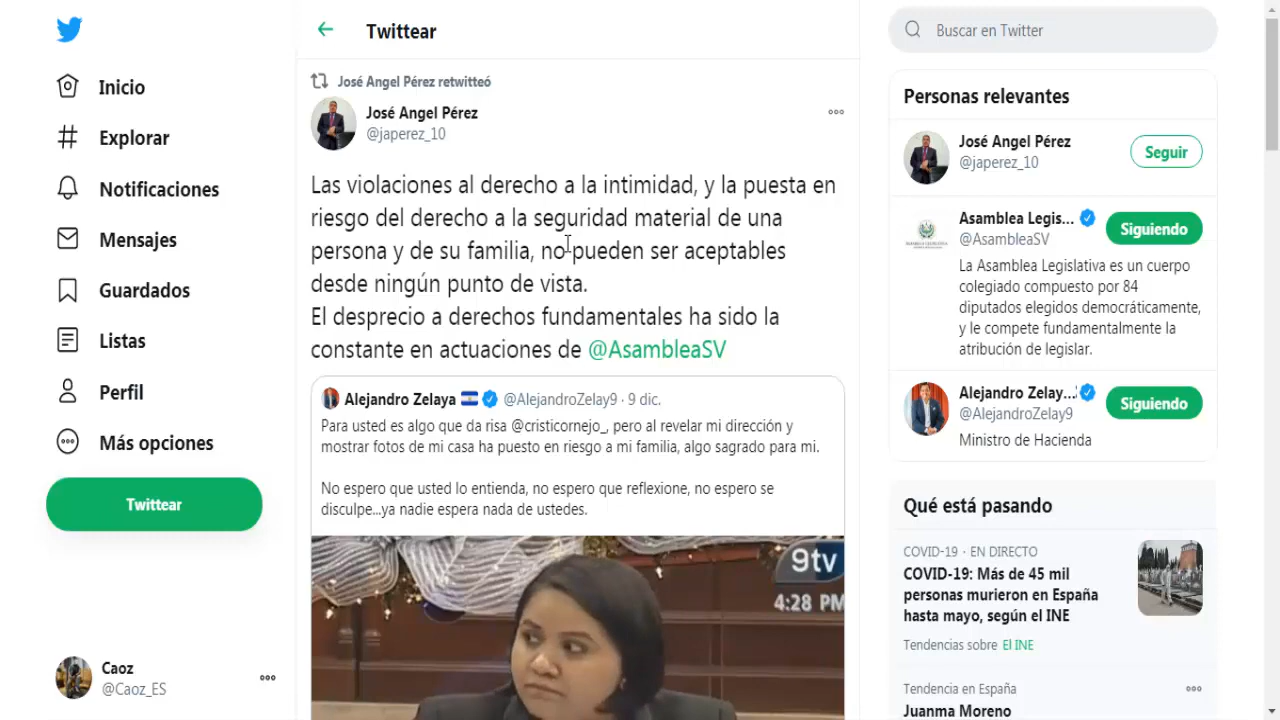 Inicio
Explorar
Notificaciones
Mensajes
Guardados
Listas
Perfil
Más opciones
Twittear
Caoz
@Caoz_ES
Twittear
José Angel Pérez retwitteó
José Angel Pérez
@japerez_10
Las violaciones al derecho a la intimidad, y la puesta en
riesgo del derecho a la seguridad material de una
persona y de su familia, no pueden ser aceptables
desde ningún punto de vista.
El desprecio a derechos fundamentales ha sido la
constante en actuaciones de @AsambleaSV
Alejandro Zelaya @AlejandroZelay9 · 9 dic.
Para usted es algo que da risa @cristicornejo_, pero al revelar mi dirección y
mostrar fotos de mi casa ha puesto en riesgo a mi familia, algo sagrado para mi.
No espero que usted lo entienda, no espero que reflexione, no espero se
disculpe...ya nadie espera nada de ustedes.
9tv
4:28 PM
Buscar en Twitter
Personas relevantes
José Angel Pérez
@japerez_10
Seguir
Asamblea Legis...
@AsambleaSV
Siguiendo
La Asamblea Legislativa es un cuerpo
colegiado compuesto por 84
diputados elegidos democráticamente,
y le compete fundamentalmente la
atribución de legislar.
Alejandro Zelay...
@AlejandroZelay9
Siguiendo
Ministro de Hacienda
Qué está pasando
COVID-19 · EN DIRECTO
COVID-19: Más de 45 mil
personas murieron en España
hasta mayo, según el INE
Tendencias sobre El INE
Tendencia en España
Juanma Moreno